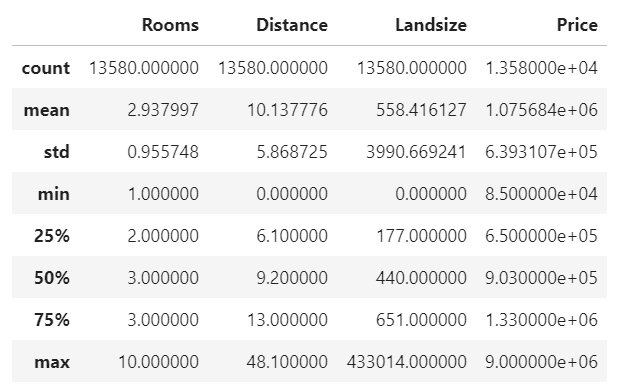 Rooms Distance Landsize Price
count 13580.000000 13580.000000 13580.000000 1.358000e+04
mean 2.937997 10.137776 558.416127 1.075684e+06
std 0.955748 5.868725 3990.669241 6.393107e+05
min 1.000000 0.000000 0.000000 8.500000e+04
25% 2.000000 6.100000 177.000000 6.500000e+05
50% 3.000000 9.200000 440.000000 9.030000e+05
75% 3.000000 13.000000 651.000000 1.330000e+06
max 10.000000 48.100000 433014.000000 9.000000e+06